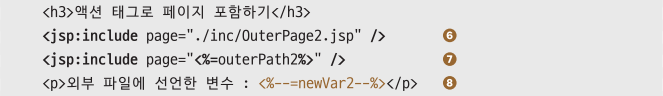 <h3>액션 태그로 페이지 포함하기</h3>
<jsp:include page="./inc/OuterPage2.jsp" /> ❻
<jsp:include page="<%=outerPath2%>" /> ❼
<p>외부 파일에 선언한 변수 : <%--=newVar2--%></p> ❽